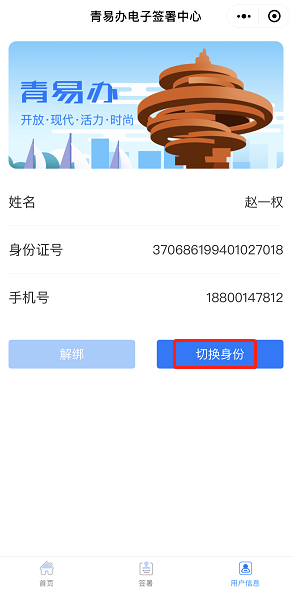 青易办电子签署中心
青易办
开放·现代·活力·时尚
姓名 赵一权
身份证号 370686199401027018
手机号 18800147812
解绑 切换身份
首页 签署 用户信息